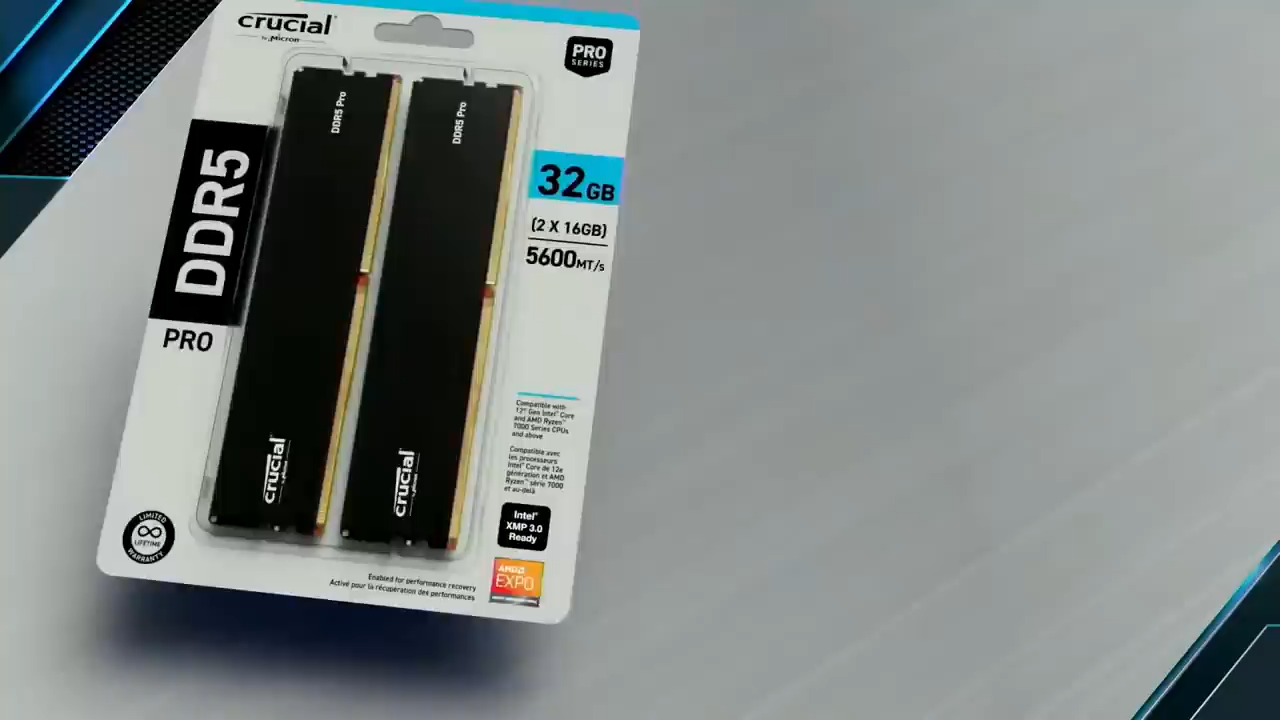 crucial
by Micron
PRO
SERIES
DDR5
PRO
DDR5 Pro
DDR5 Pro
32GB
(2 X 16GB)
5600MT/s
Compatible with
12th Gen Intel® Core
and AMD Ryzen™
7000 Series CPUs
and above
Compatible avec
les processeurs
Intel® Core de 12e
génération et AMD
Ryzen™ série 7000
et au-delà
crucial
crucial
Intel®
XMP 3.0
Ready
AMD
EXPO
LIMITED
LIFETIME
WARRANTY
Enabled for performance recovery
Activé pour la récupération des performances